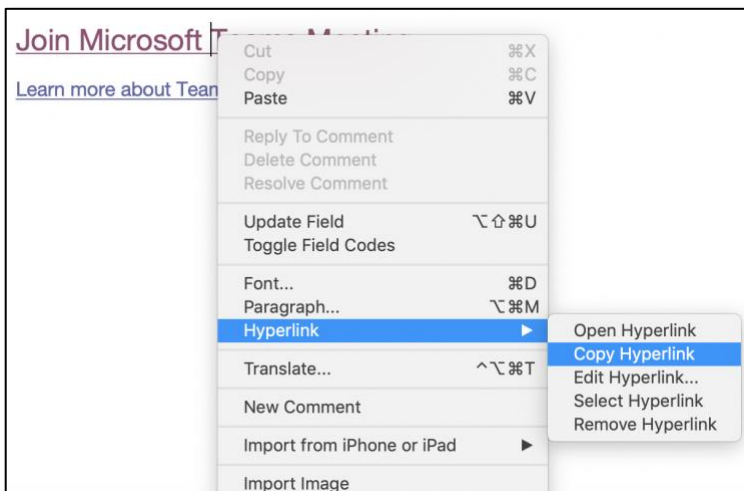 Join Microsoft
Learn more about Tean
Cut ⌘X
Copy ⌘C
Paste ⌘V
Reply To Comment
Delete Comment
Resolve Comment
Update Field ⌥⇧⌘U
Toggle Field Codes
Font... ⌘D
Paragraph... ⌥⌘M
Hyperlink ▶
Open Hyperlink
Copy Hyperlink
Edit Hyperlink...
Select Hyperlink
Remove Hyperlink
Translate... ^⌥⌘T
New Comment
Import from iPhone or iPad ▶
Import Image